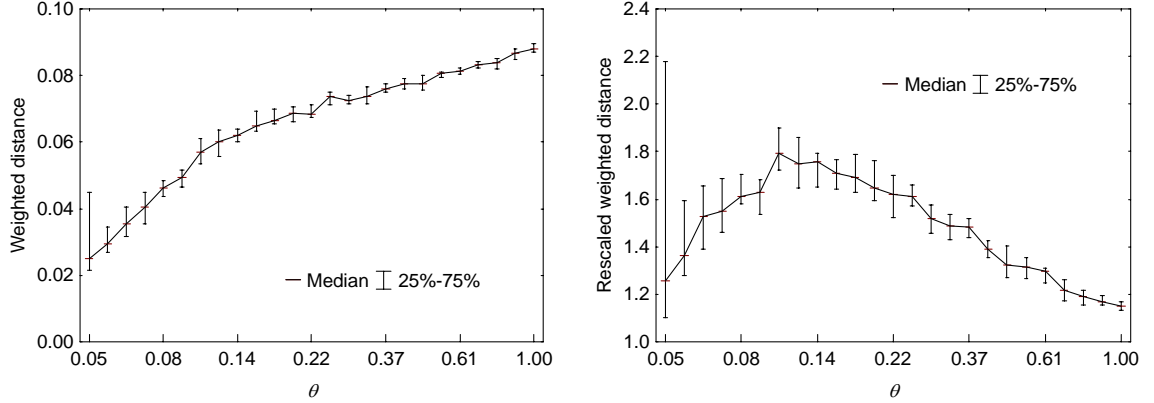 0.10
0.08
0.06
0.04
0.02
0.00
Weighted distance
Median 25%-75%
0.05 0.08 0.14 0.22 0.37 0.61 1.00
θ
2.4
2.2
2.0
1.8
1.6
1.4
1.2
1.0
Rescaled weighted distance
Median 25%-75%
0.05 0.08 0.14 0.22 0.37 0.61 1.00
θ